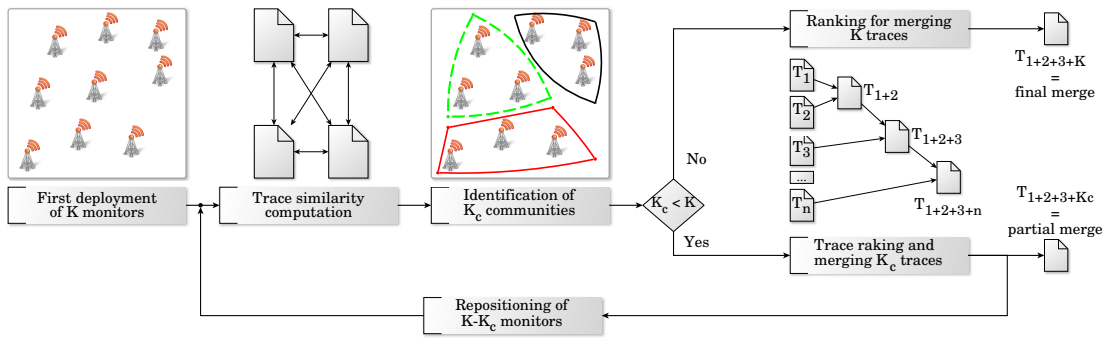 First deployment
of K monitors
Trace similarity
computation
Identification of
Kc communities
Kc < K
No
Yes
Ranking for merging
K traces
T1
T2
T3
...
Tn
T1+2
T1+2+3
T1+2+3+n
T1+2+3+K
=
final merge
T1+2+3+Kc
=
partial merge
Trace raking and
merging Kc traces
Repositioning of
K-Kc monitors